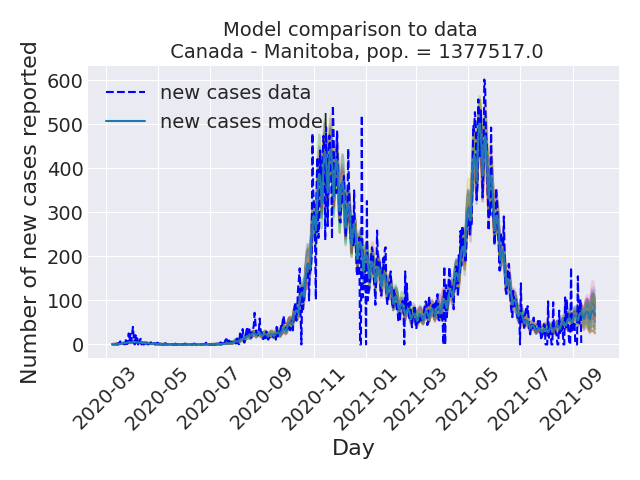 Model comparison to data
Canada - Manitoba, pop. = 1377517.0
Number of new cases reported
600
500
400
300
200
100
0
new cases data
new cases model
2020-03
2020-05
2020-07
2020-09
2020-11
2021-01
2021-03
2021-05
2021-07
2021-09
Day